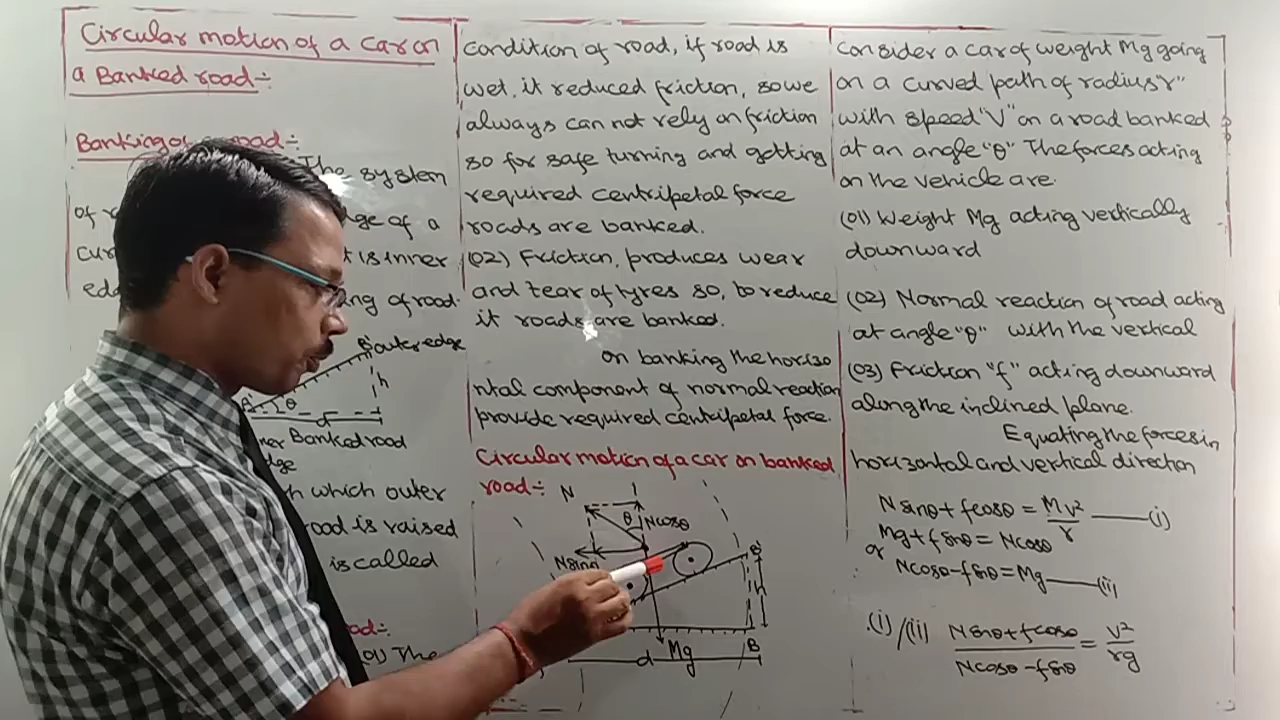 Circular motion of a car on
a Banked road:-
Banking of road:-
The system
of r ge of a
cur t is inner
ed ng of road.
B' outer edge
h
A θ
d
ner Banked road
dge
h which outer
road is raised
is called
ad:-
(01) The
condition of road, if road is
wet, it reduced friction, so we
always can not rely on friction
so for safe turning and getting
required centripetal force
roads are banked.
(02) Friction, produces wear
and tear of tyres so, to reduce
it roads are banked.
on banking the horizo
ntal component of normal reaction
provide required centripetal force
Circular motion of a car on banked
road:-
N
θ Ncosθ
Nsinθ
B'
h
Mg
B
d
Consider a car of weight Mg going
on a curved path of radius "r"
with speed "V" on a road banked
at an angle "θ" The forces acting
on the vehicle are.
(01) Weight Mg acting vertically
downward
(02) Normal reaction of road acting
at angle "θ" with the vertical
(03) Friction "f" acting downward
along the inclined plane.
Equating the forces in
horizontal and vertical direction
Nsinθ + fcosθ = Mv²/r —(i)
Mg + fsinθ = Ncosθ
or
Ncosθ - fsinθ = Mg —(ii)
(i)/(ii) Nsinθ + fcosθ / Ncosθ - fsinθ = v²/rg